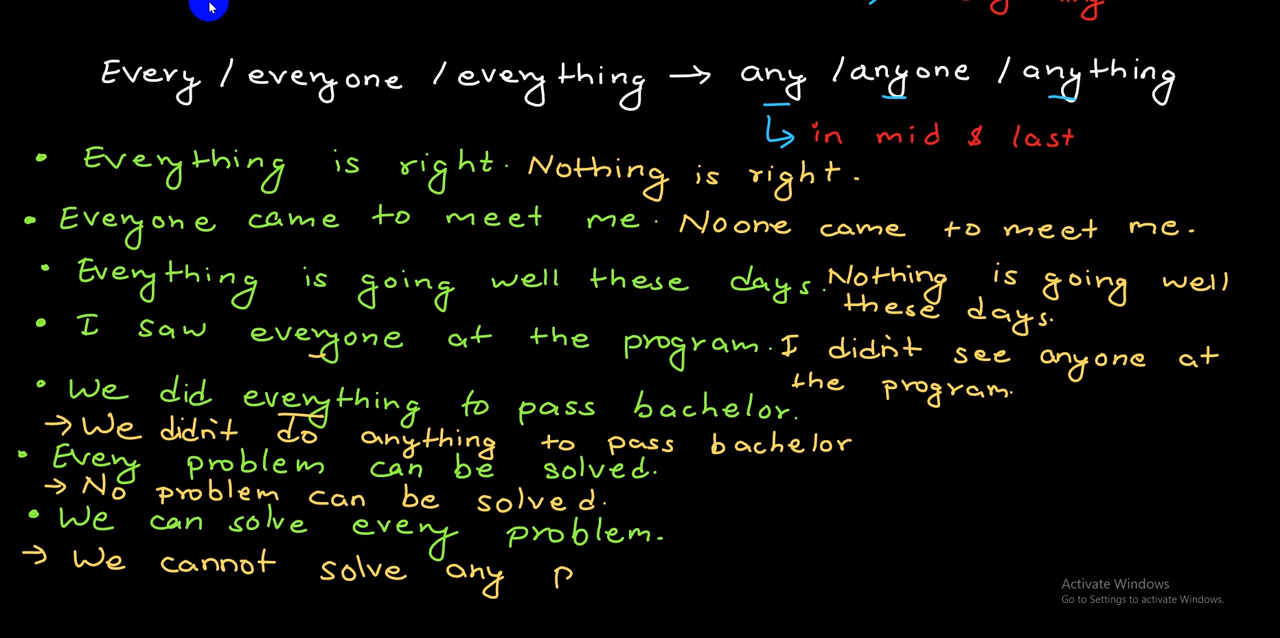 Every / everyone / everything → any / anyone / anything
↳ in mid & last
• Everything is right. Nothing is right.
• Everyone came to meet me. Noone came to meet me.
• Everything is going well these days. Nothing is going well
these days.
• I saw everyone at the program. I didn't see anyone at
the program.
• We did everything to pass bachelor.
→ We didn't do anything to pass bachelor
• Every problem can be solved.
→ No problem can be solved.
• We can solve every problem.
→ We cannot solve any p
Activate Windows
Go to Settings to activate Windows.